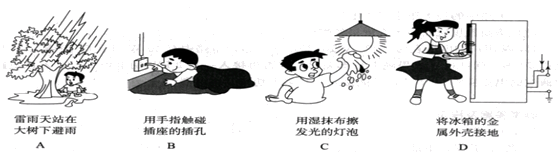 雷雨天站在
大树下避雨
A
用手指触碰
插座的插孔
B
用湿抹布擦
发光的灯泡
C
将冰箱的金
属外壳接地
D